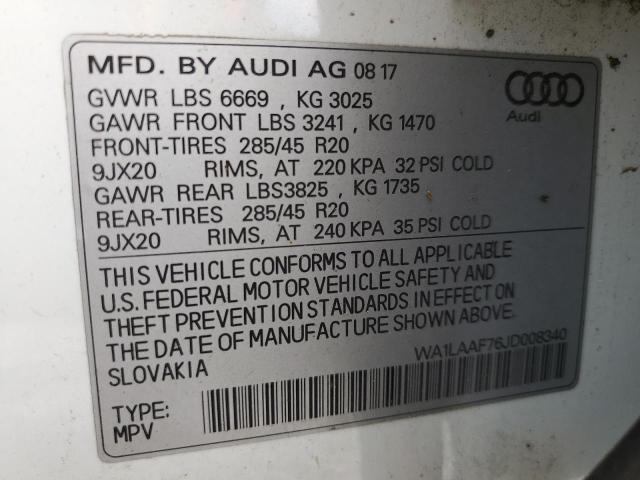 MFD. BY AUDI AG 08 17
GVWR LBS 6669 , KG 3025
GAWR FRONT LBS 3241 , KG 1470
FRONT-TIRES 285/45 R20
9JX20 RIMS, AT 220 KPA 32 PSI COLD
GAWR REAR LBS3825 , KG 1735
REAR-TIRES 285/45 R20
9JX20 RIMS, AT 240 KPA 35 PSI COLD
Audi
THIS VEHICLE CONFORMS TO ALL APPLICABLE
U.S. FEDERAL MOTOR VEHICLE SAFETY AND
THEFT PREVENTION STANDARDS IN EFFECT ON
THE DATE OF MANUFACTURE SHOWN ABOVE.
SLOVAKIA
WA1LAAF76JD008340
TYPE:
MPV